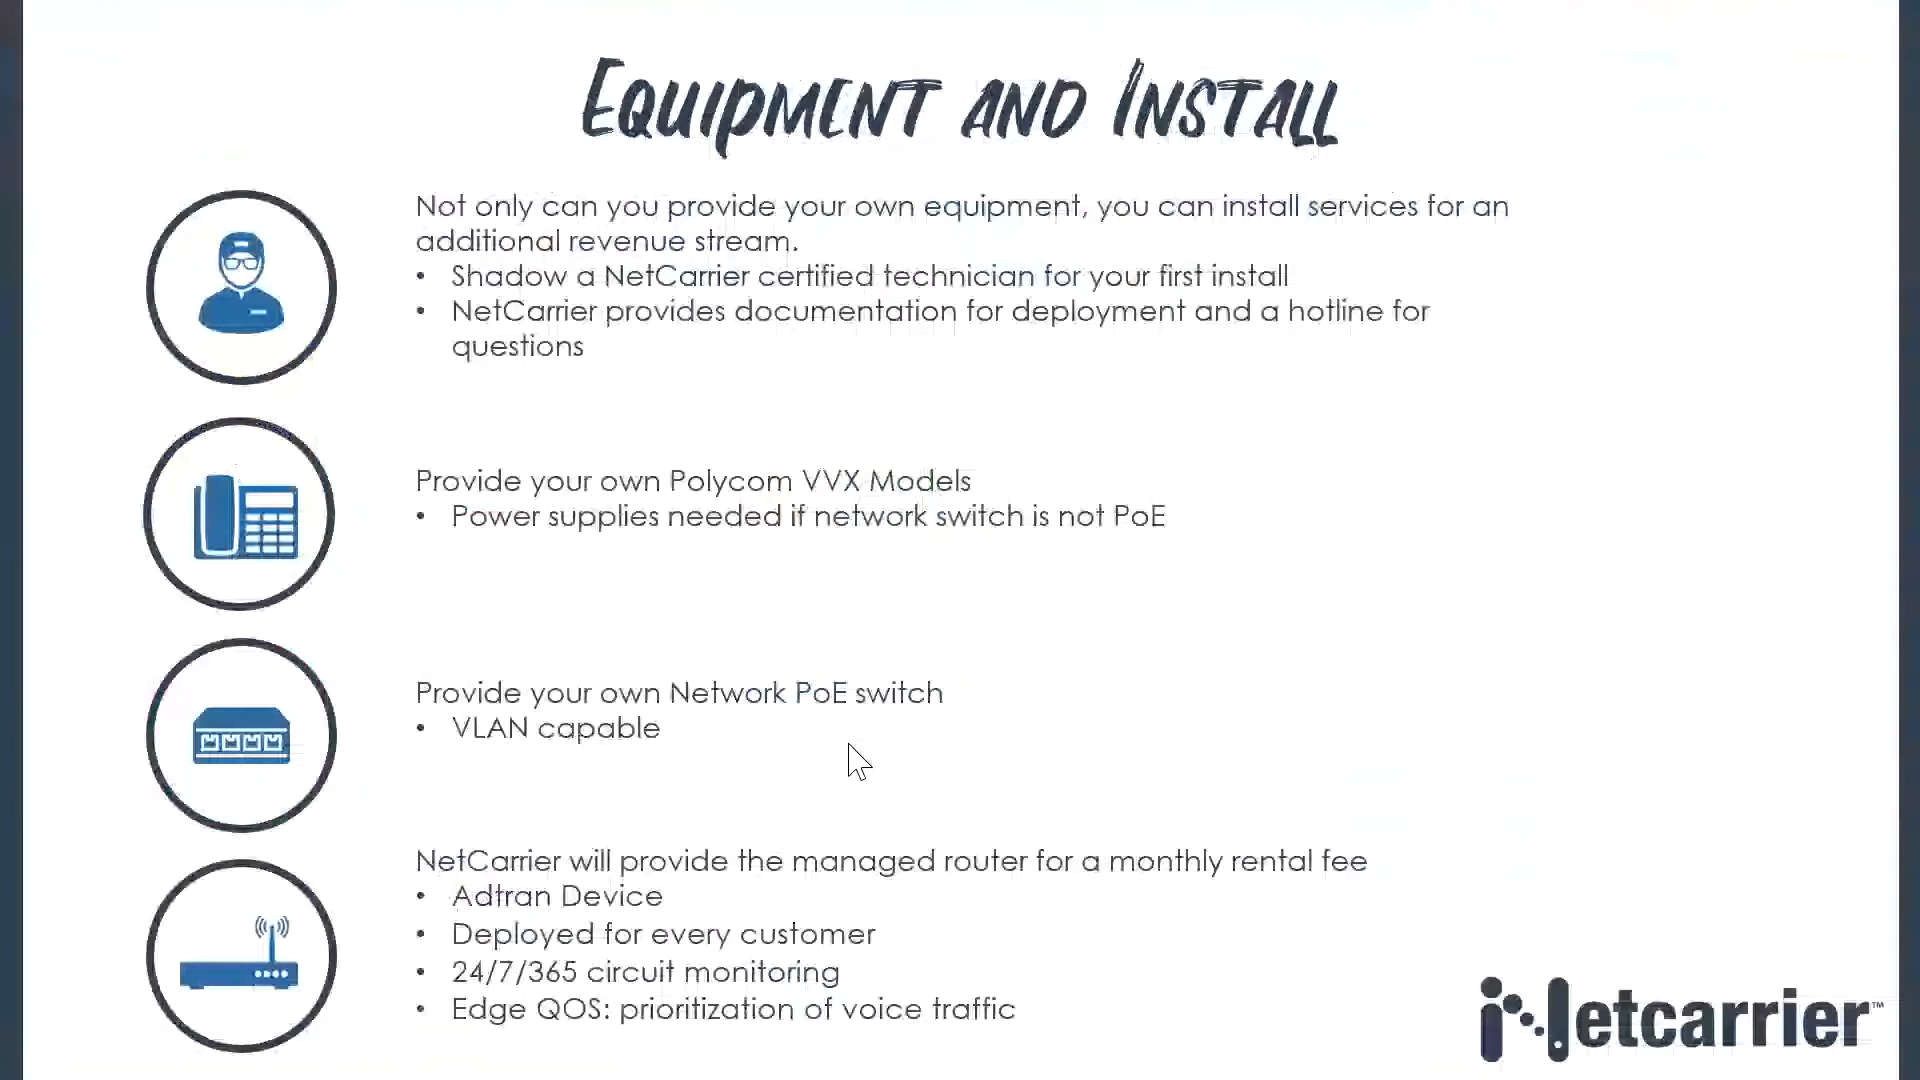 Equipment and Install
Not only can you provide your own equipment, you can install services for an
additional revenue stream.
• Shadow a NetCarrier certified technician for your first install
• NetCarrier provides documentation for deployment and a hotline for
questions
Provide your own Polycom VVX Models
• Power supplies needed if network switch is not PoE
Provide your own Network PoE switch
• VLAN capable
NetCarrier will provide the managed router for a monthly rental fee
• Adtran Device
• Deployed for every customer
• 24/7/365 circuit monitoring
• Edge QOS: prioritization of voice traffic
Netcarrier™